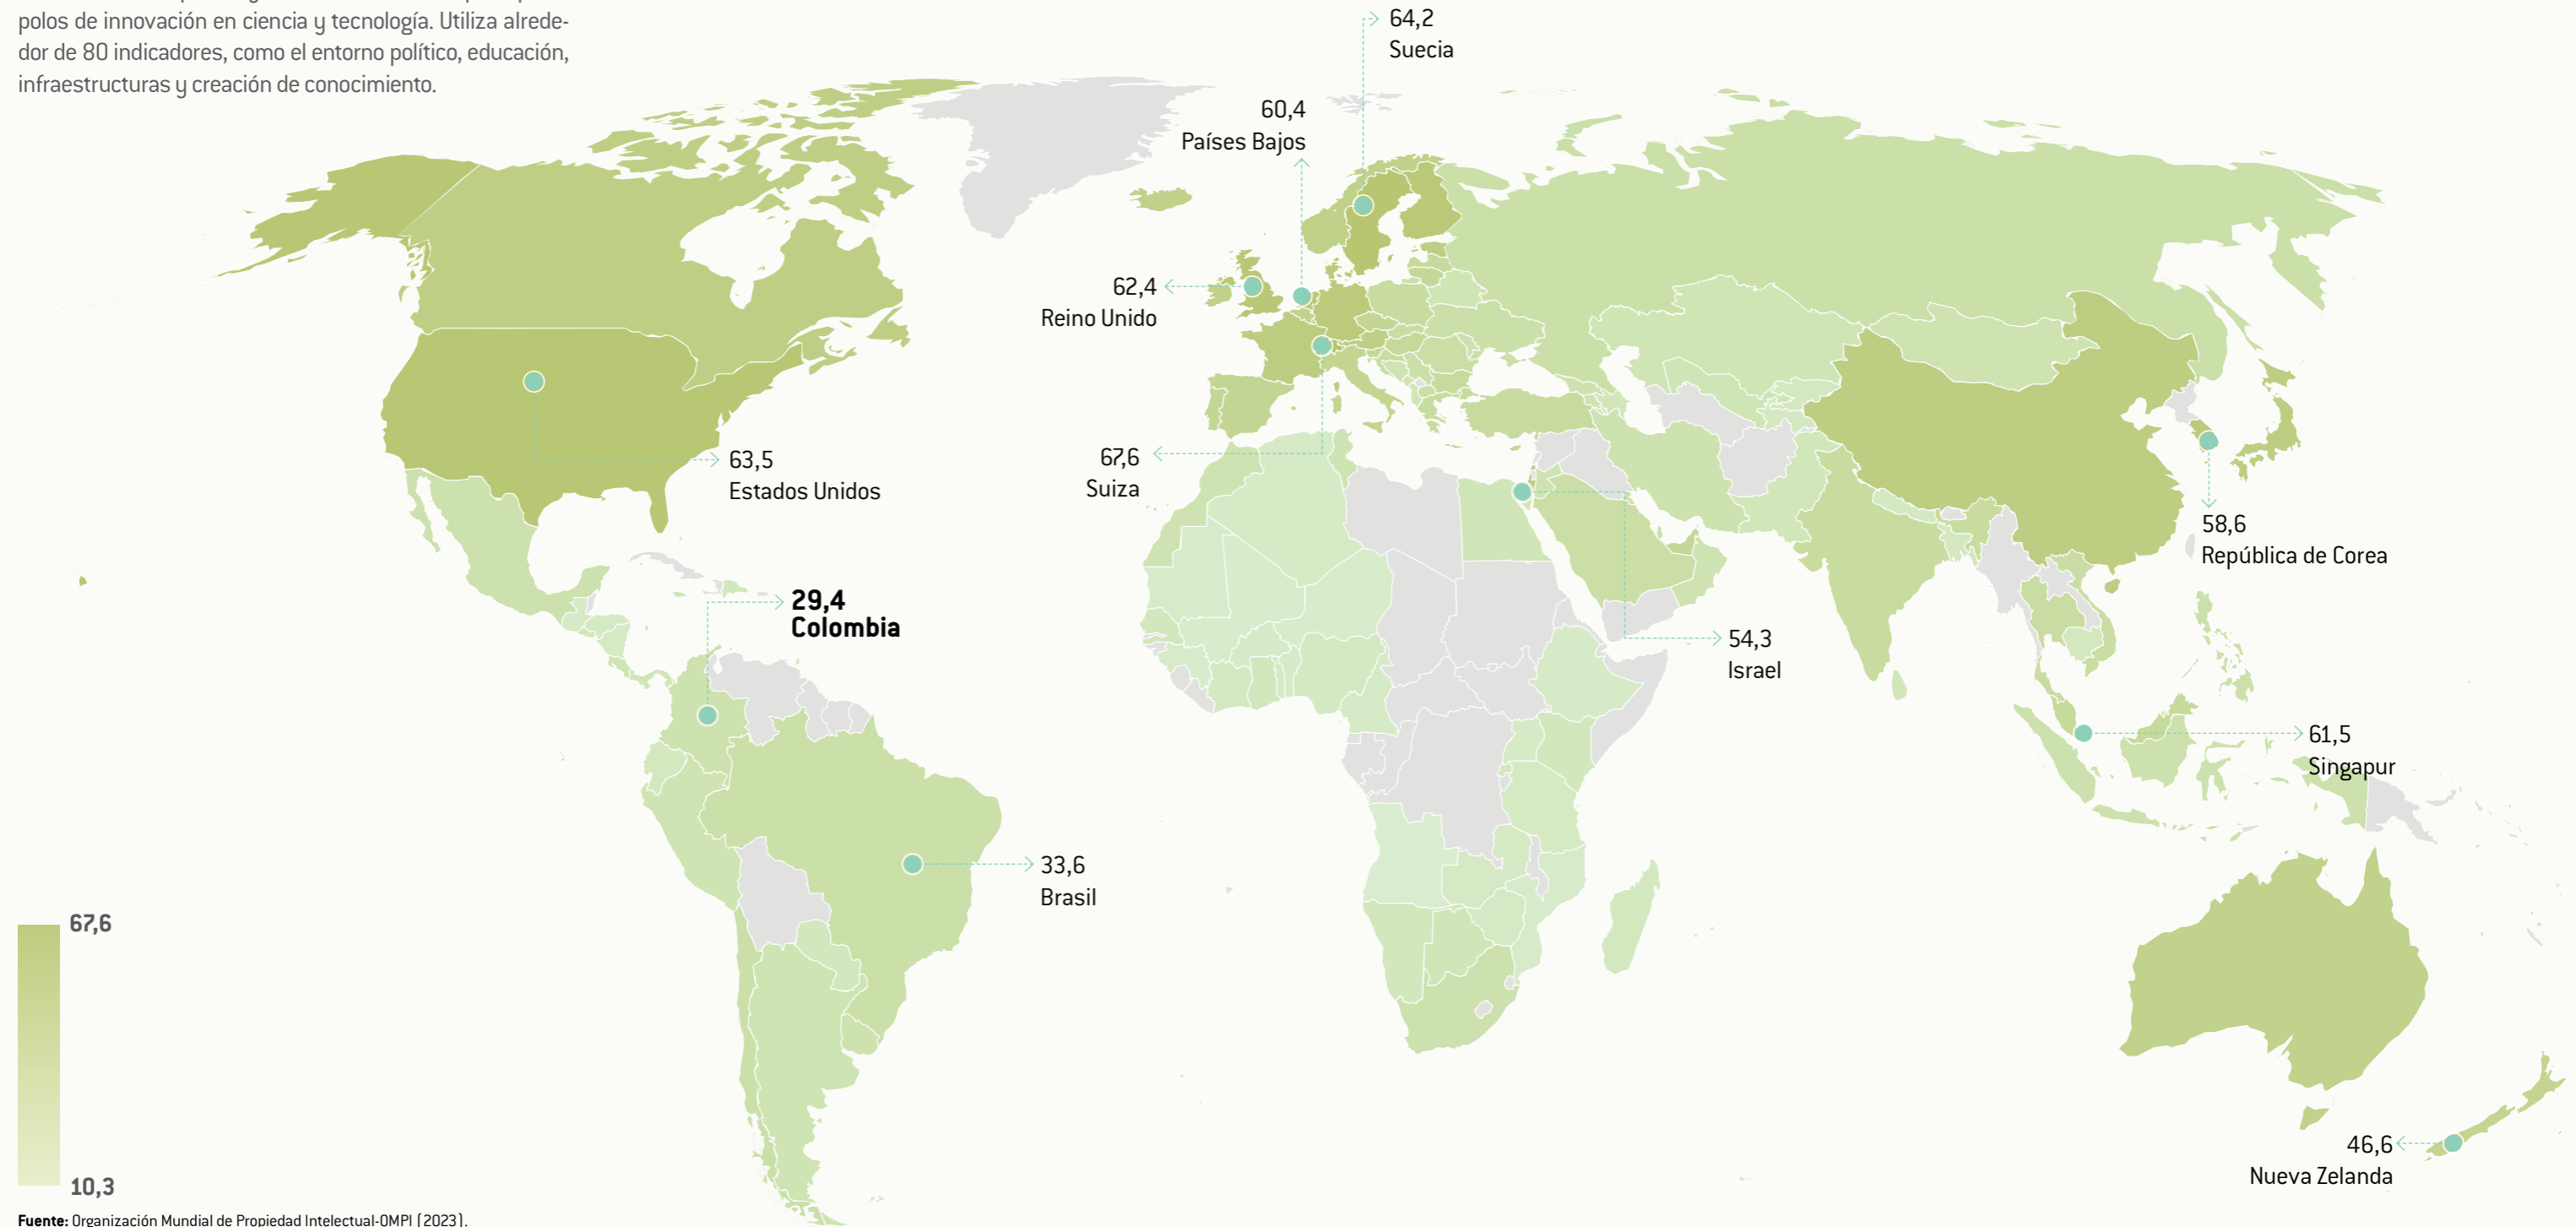 polos de innovación en ciencia y tecnología. Utiliza alrede-
dor de 80 indicadores, como el entorno político, educación,
infraestructuras y creación de conocimiento.
64,2
Suecia
60,4
Países Bajos
62,4
Reino Unido
63,5
Estados Unidos
67,6
Suiza
58,6
República de Corea
29,4
Colombia
54,3
Israel
61,5
Singapur
33,6
Brasil
67,6
10,3
46,6
Nueva Zelanda
Fuente: Organización Mundial de Propiedad Intelectual-OMPI (2023).